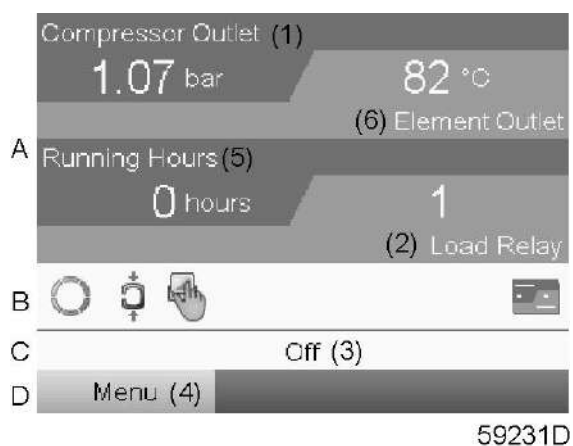 Compressor Outlet (1)
1.07 bar
82 °C
(6) Element Outlet
A
Running Hours (5)
0 hours
1
(2) Load Relay
B
C
Off (3)
D
Menu (4)
59231D